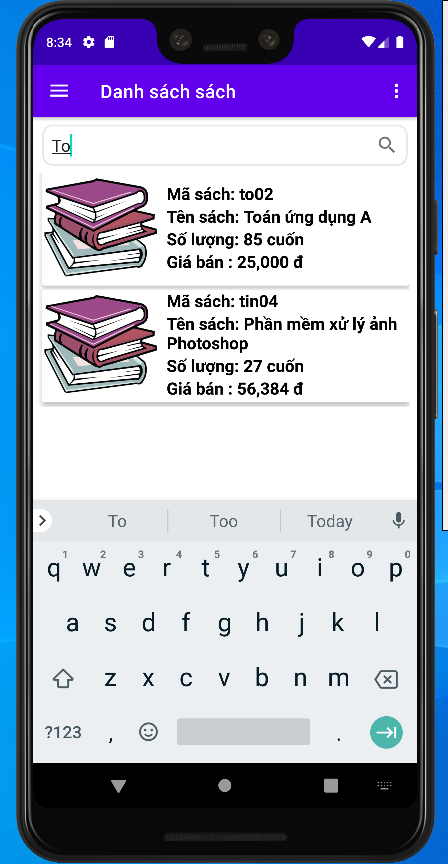 8:34
Danh sách sách
To
Mã sách: to02
Tên sách: Toán ứng dụng A
Số lượng: 85 cuốn
Giá bán : 25,000 đ
Mã sách: tin04
Tên sách: Phần mềm xử lý ảnh
Photoshop
Số lượng: 27 cuốn
Giá bán : 56,384 đ
To Too Today
1 2 3 4 5 6 7 8 9 0
q w e r t y u i o p
a s d f g h j k l
z x c v b n m
?123 , .